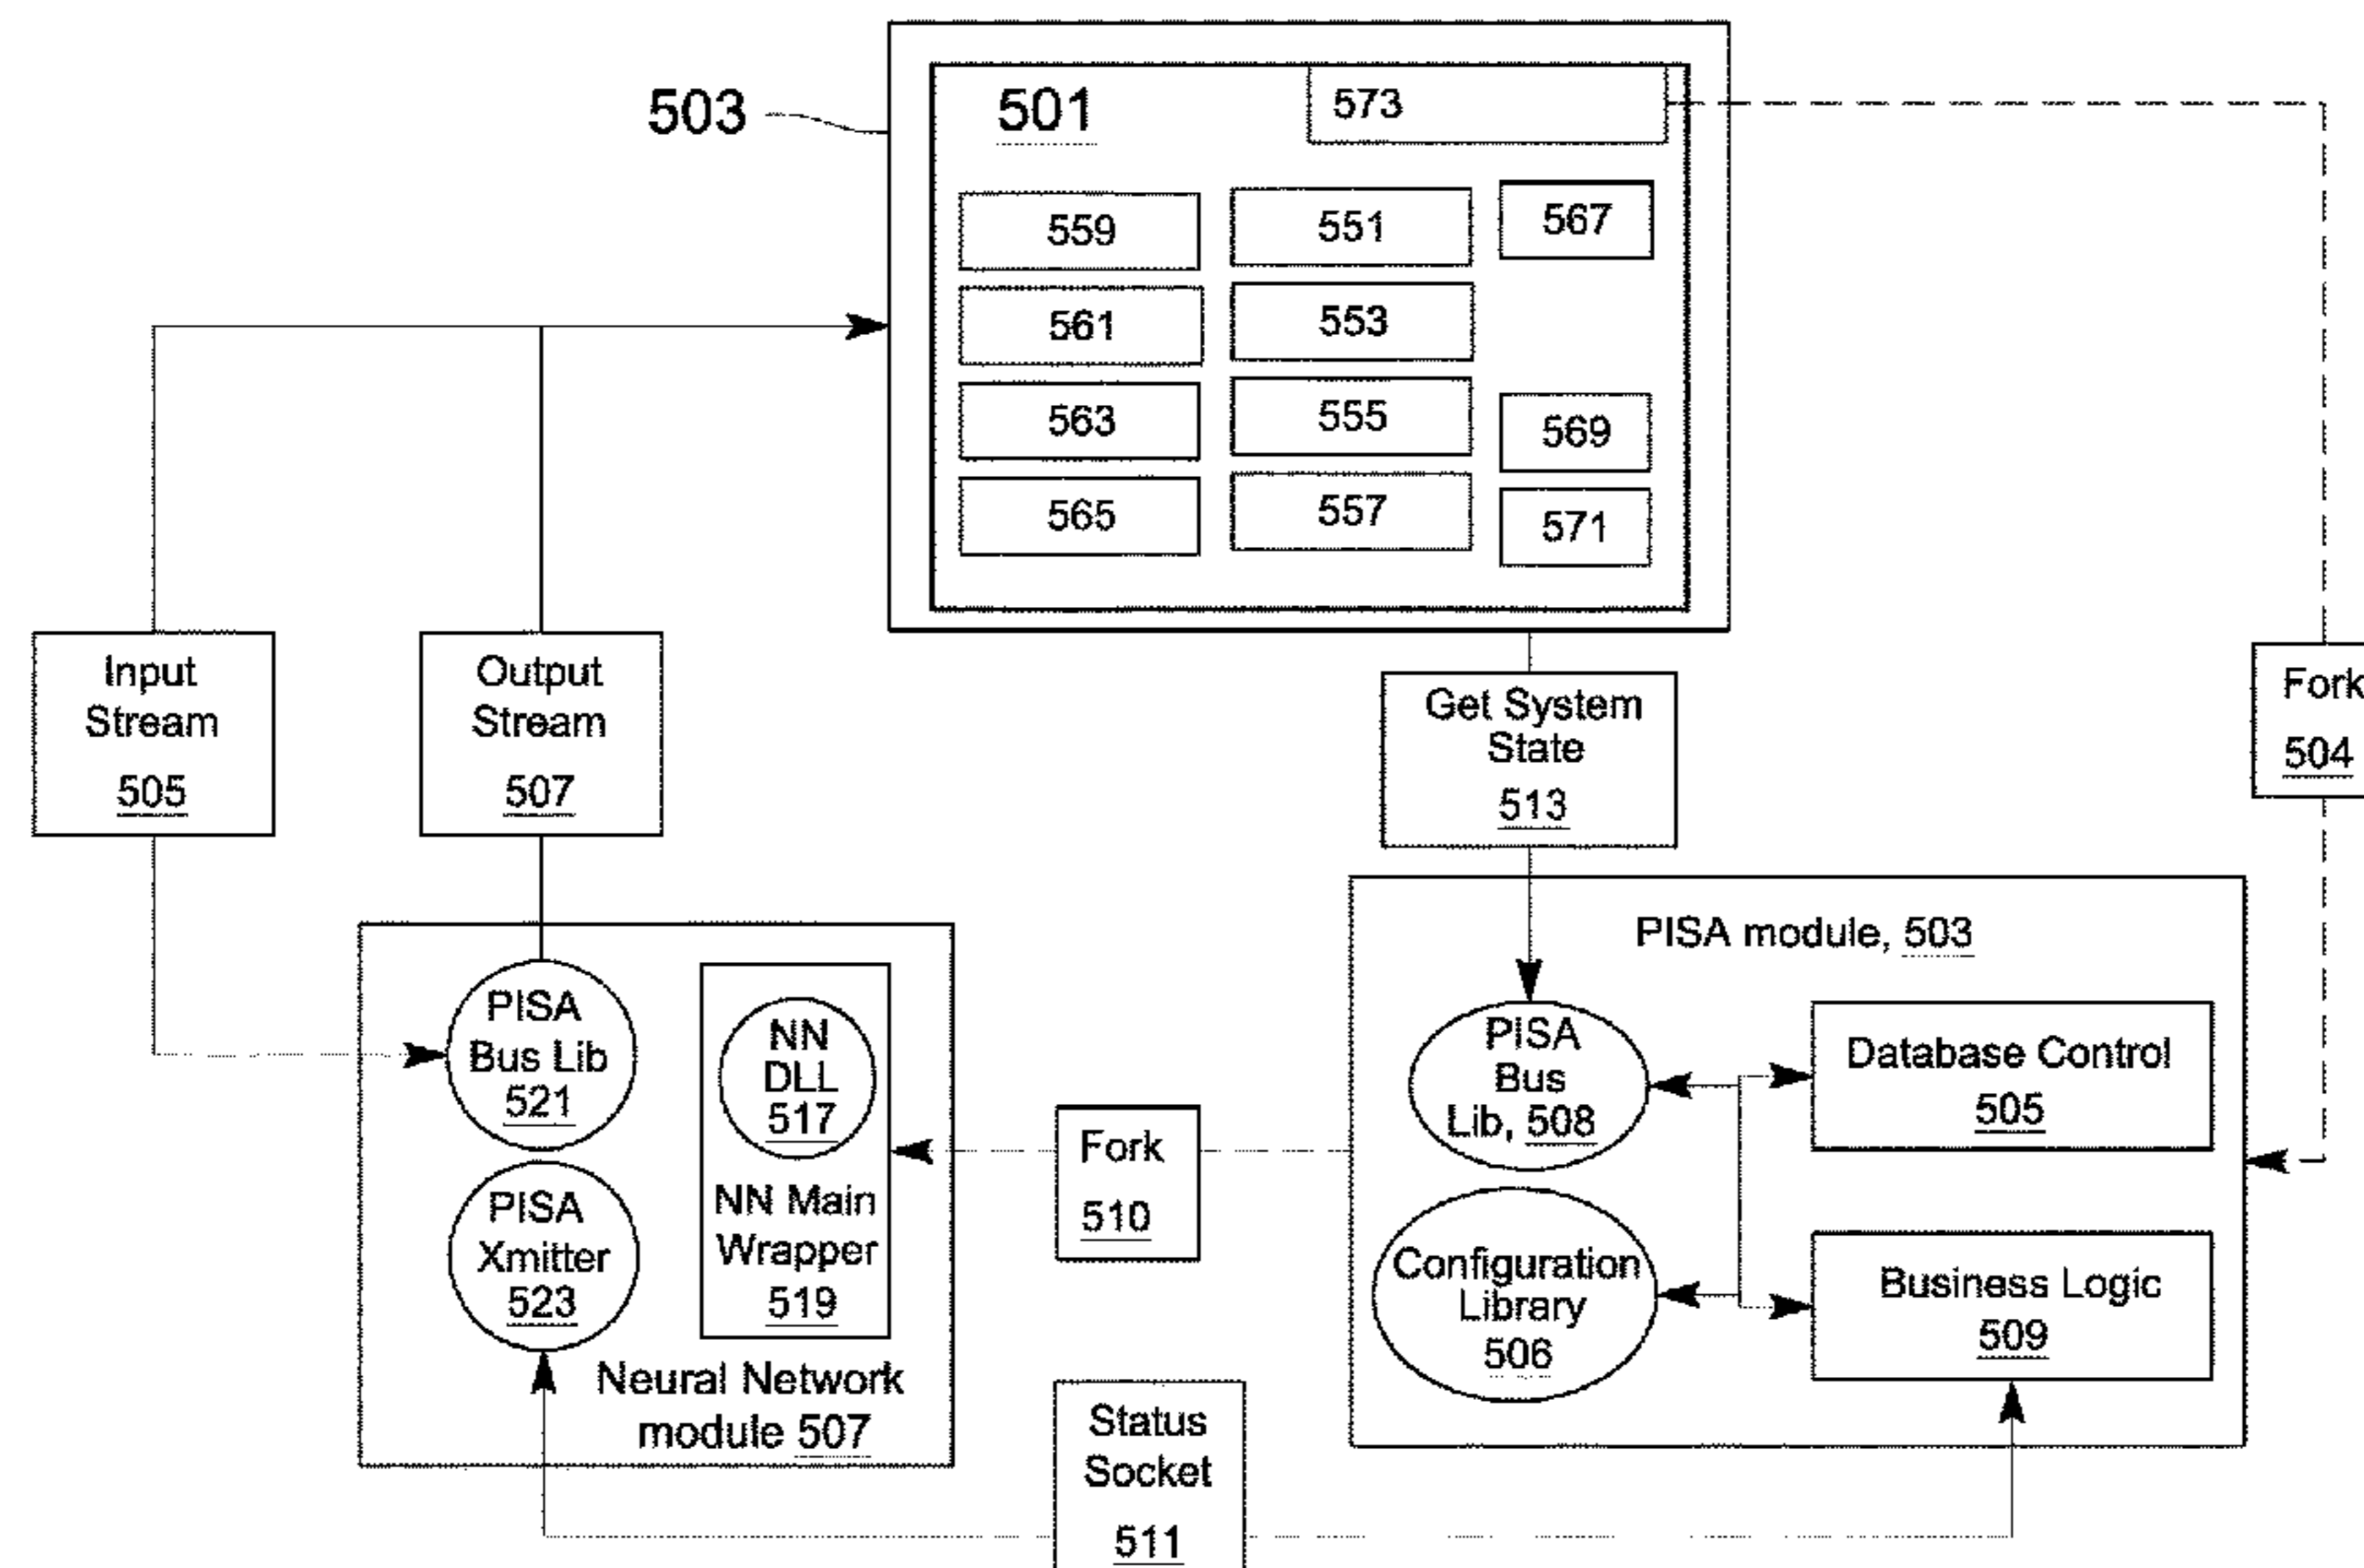 503
501
573
559
551
567
561
553
563
555
569
565
557
571
Input
Stream
505
Output
Stream
507
Get System
State
513
Fork
504
PISA module, 503
PISA
Bus Lib
521
NN
DLL
517
PISA
Bus
Lib, 508
Database Control
505
Fork
510
PISA
Xmitter
523
NN Main
Wrapper
519
Configuration
Library
506
Business Logic
509
Neural Network
module 507
Status
Socket
511